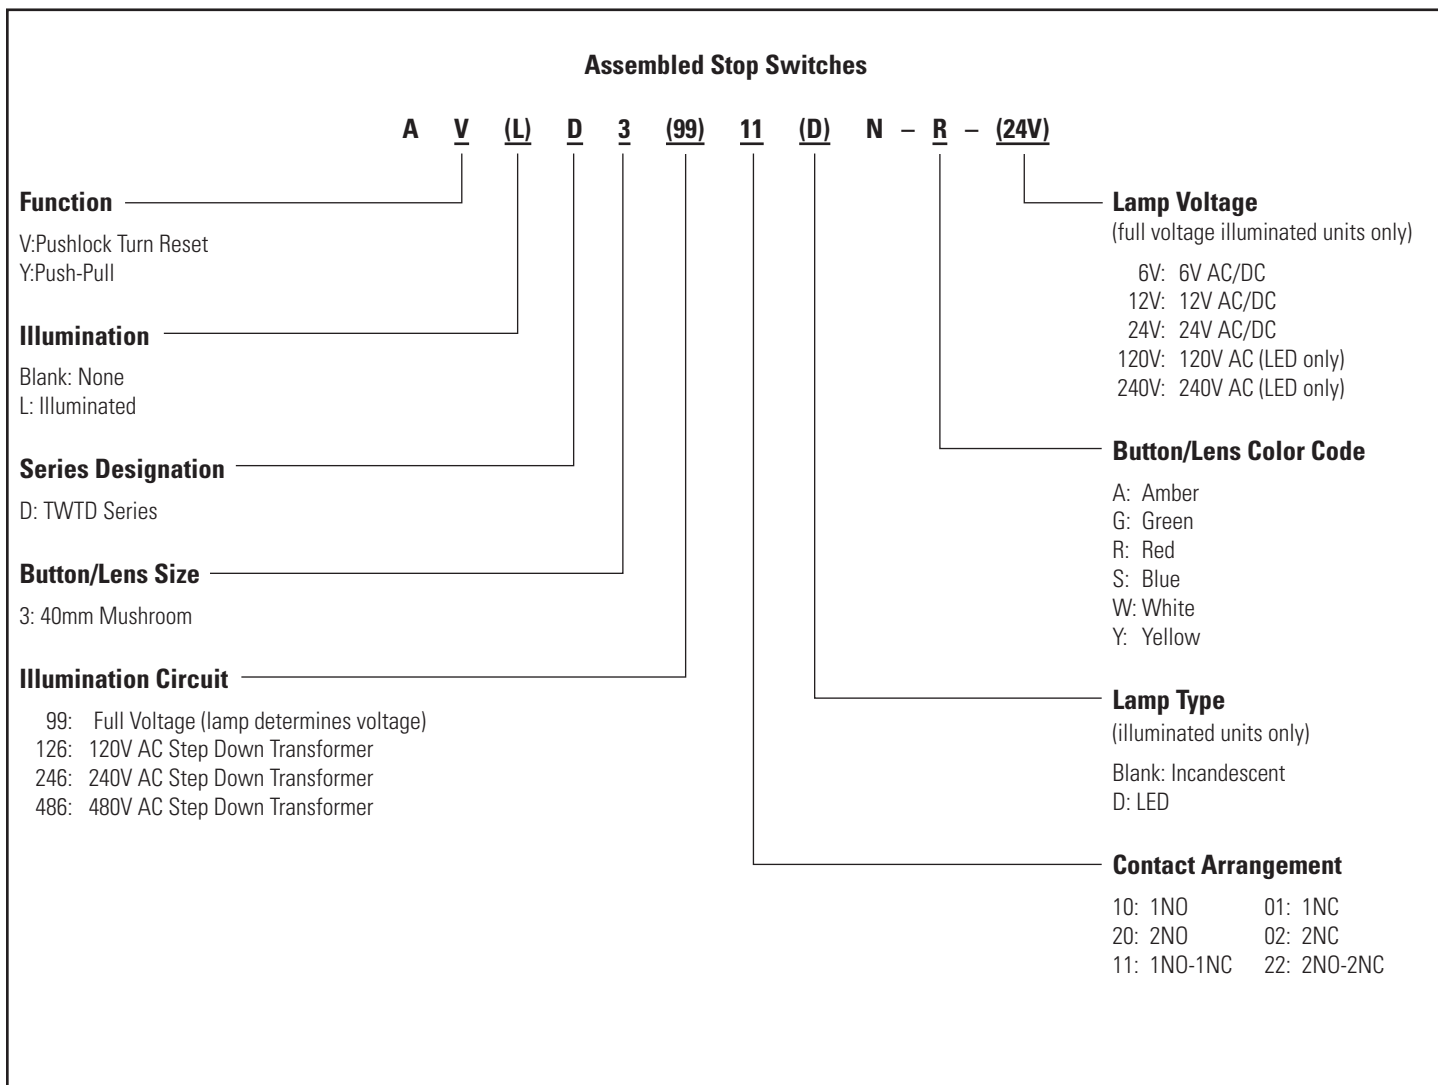 Assembled Stop Switches
A V (L) D 3 (99) 11 (D) N – R – (24V)
Function
V:Pushlock Turn Reset
Y:Push-Pull
Illumination
Blank: None
L: Illuminated
Series Designation
D: TWTD Series
Button/Lens Size
3: 40mm Mushroom
Illumination Circuit
99: Full Voltage (lamp determines voltage)
126: 120V AC Step Down Transformer
246: 240V AC Step Down Transformer
486: 480V AC Step Down Transformer
Lamp Voltage
(full voltage illuminated units only)
6V: 6V AC/DC
12V: 12V AC/DC
24V: 24V AC/DC
120V: 120V AC (LED only)
240V: 240V AC (LED only)
Button/Lens Color Code
A: Amber
G: Green
R: Red
S: Blue
W: White
Y: Yellow
Lamp Type
(illuminated units only)
Blank: Incandescent
D: LED
Contact Arrangement
10: 1NO 01: 1NC
20: 2NO 02: 2NC
11: 1NO-1NC 22: 2NO-2NC